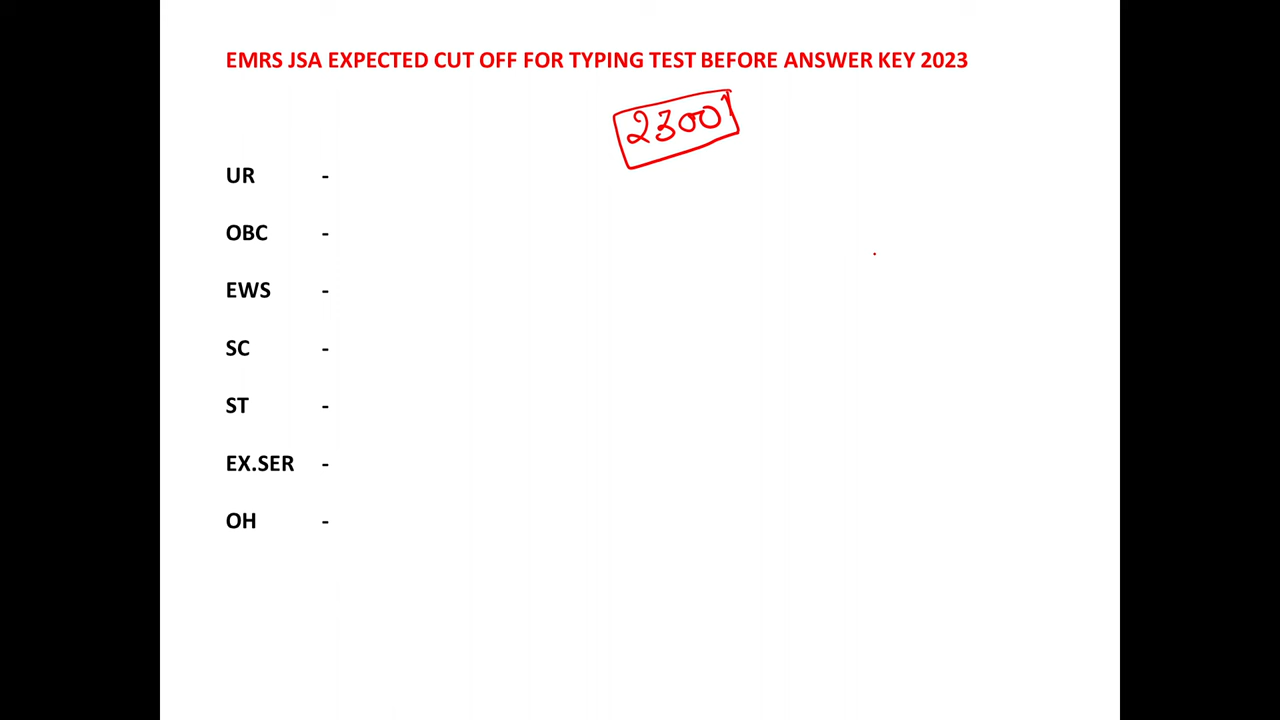 EMRS JSA EXPECTED CUT OFF FOR TYPING TEST BEFORE ANSWER KEY 2023
2300
UR -
OBC -
EWS -
SC -
ST -
EX.SER -
OH -